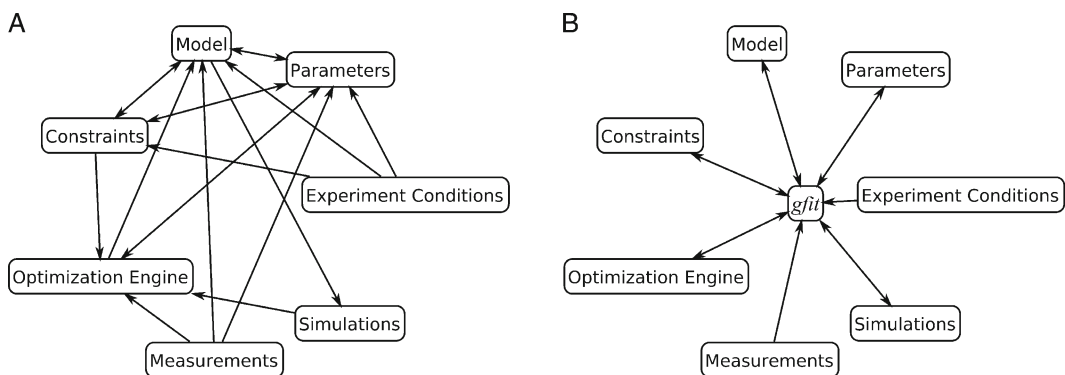 A
Model
Parameters
Constraints
Experiment Conditions
Optimization Engine
Simulations
Measurements
B
Model
Parameters
Constraints
Experiment Conditions
gfit
Optimization Engine
Simulations
Measurements